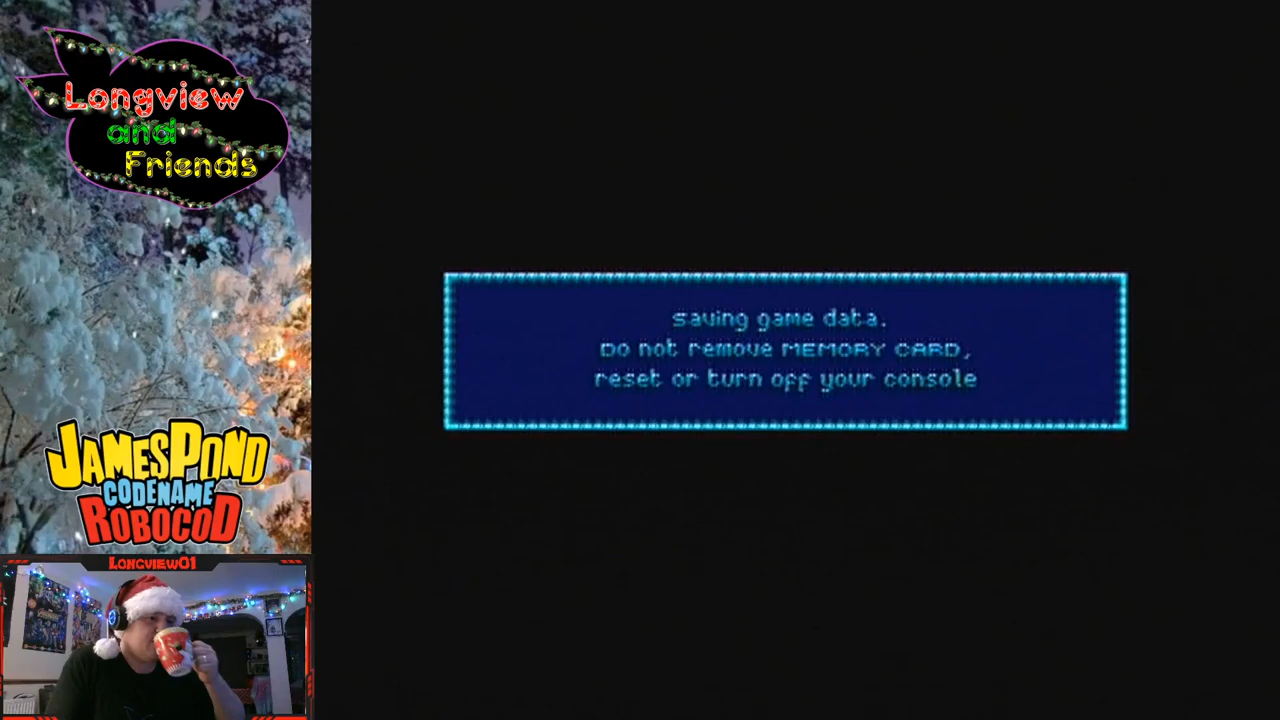 Longview
and
Friends
saving game data.
Do not remove MEMORY CARD,
reset or turn off your console
JAMES POND
CODENAME
ROBOCOD
LONGVIEW01